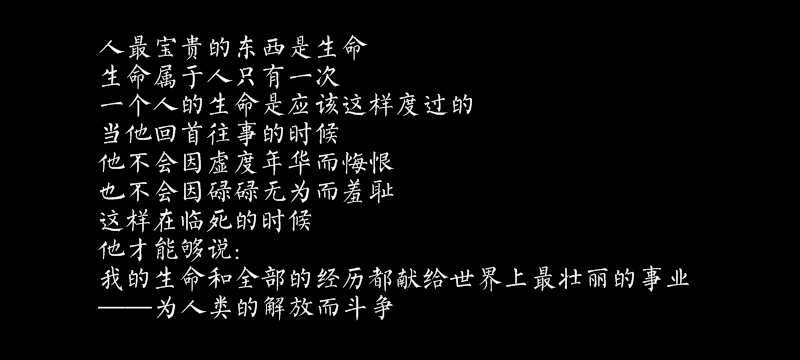 人最宝贵的东西是生命
生命属于人只有一次
一个人的生命是应该这样度过的
当他回首往事的时候
他不会因虚度年华而悔恨
也不会因碌碌无为而羞耻
这样在临死的时候
他才能够说：
我的生命和全部的经历都献给世界上最壮丽的事业
——为人类的解放而斗争